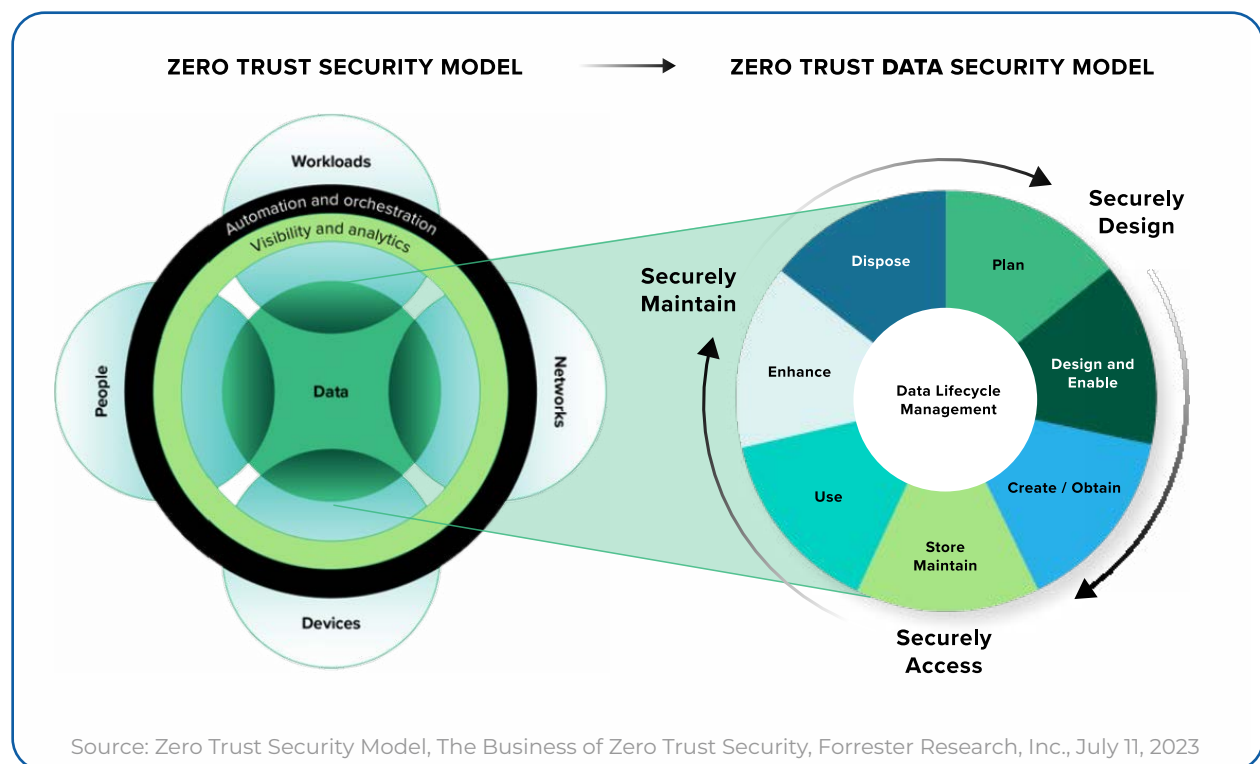 ZERO TRUST SECURITY MODEL
ZERO TRUST DATA SECURITY MODEL
Workloads
Automation and orchestration
Visibility and analytics
People
Data
Networks
Devices
Securely
Design
Securely
Maintain
Dispose
Plan
Enhance
Design and
Enable
Data Lifecycle
Management
Use
Create / Obtain
Store
Maintain
Securely
Access
Source: Zero Trust Security Model, The Business of Zero Trust Security, Forrester Research, Inc., July 11, 2023